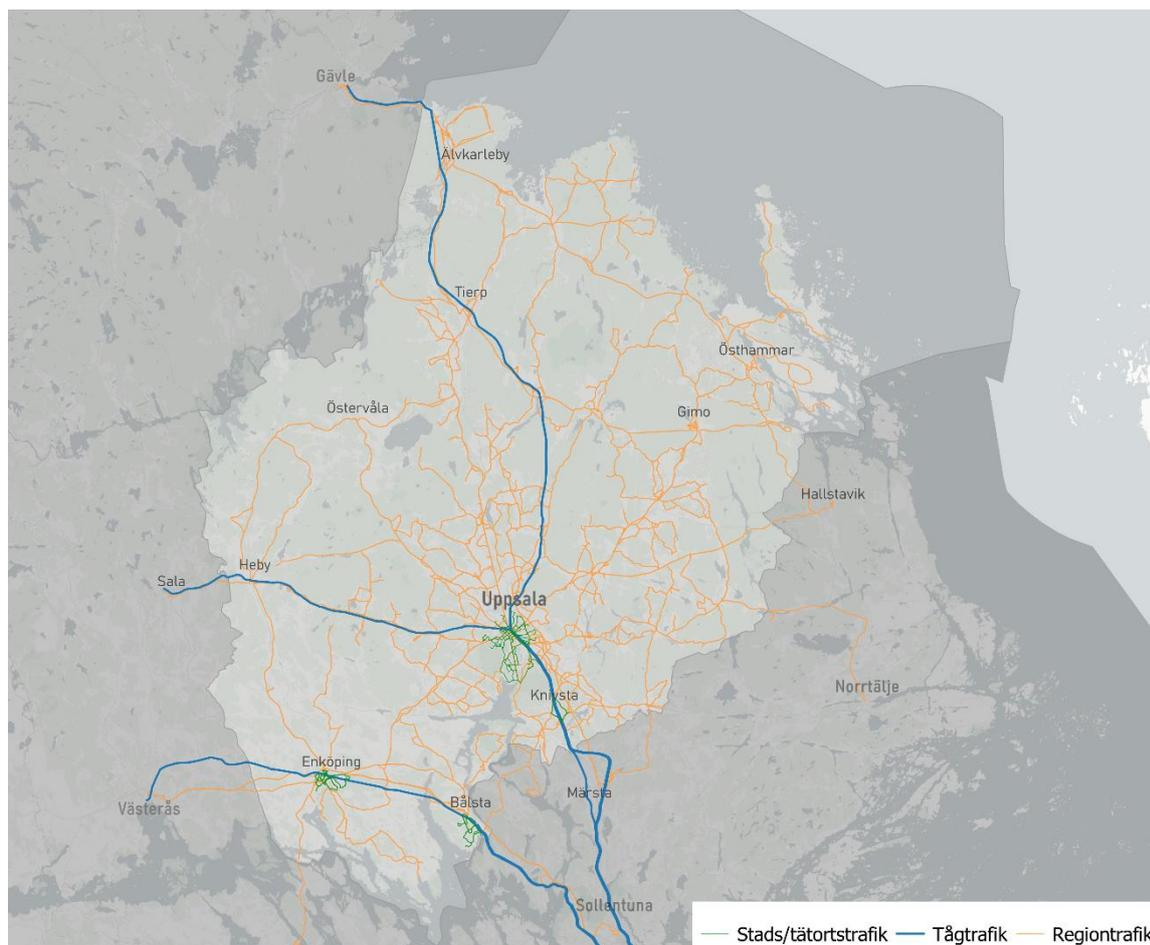 Gävle
Älvkarleby
Tierp
Östhammar
Östervåla
Gimo
Hallstavik
Heby
Sala
Uppsala
Knivsta
Norrtälje
Enköping
Märsta
Bålsta
Västerås
Sollentuna
Stads/tätortstrafik Tågtrafik Regiontrafik